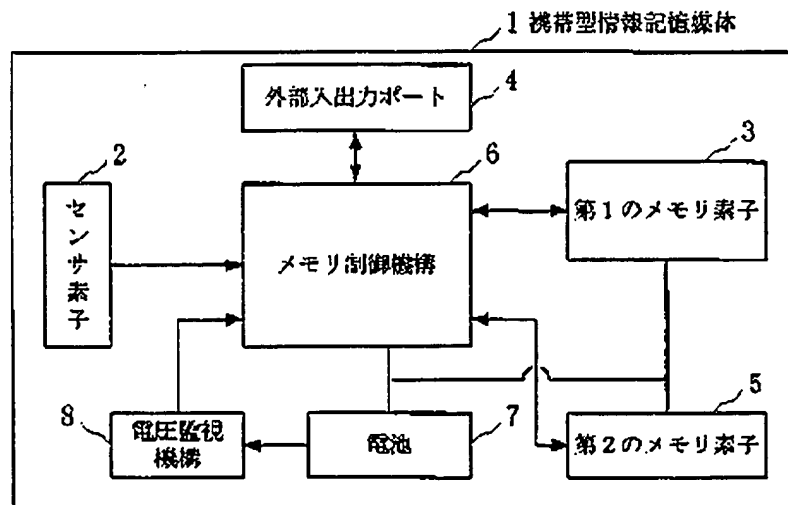 1 携帯型情報記憶媒体
外部入出力ポート
4
2
6
3
センサ素子
メモリ制御機構
第1のメモリ素子
8
電圧監視
機構
電池
7
5
第2のメモリ素子